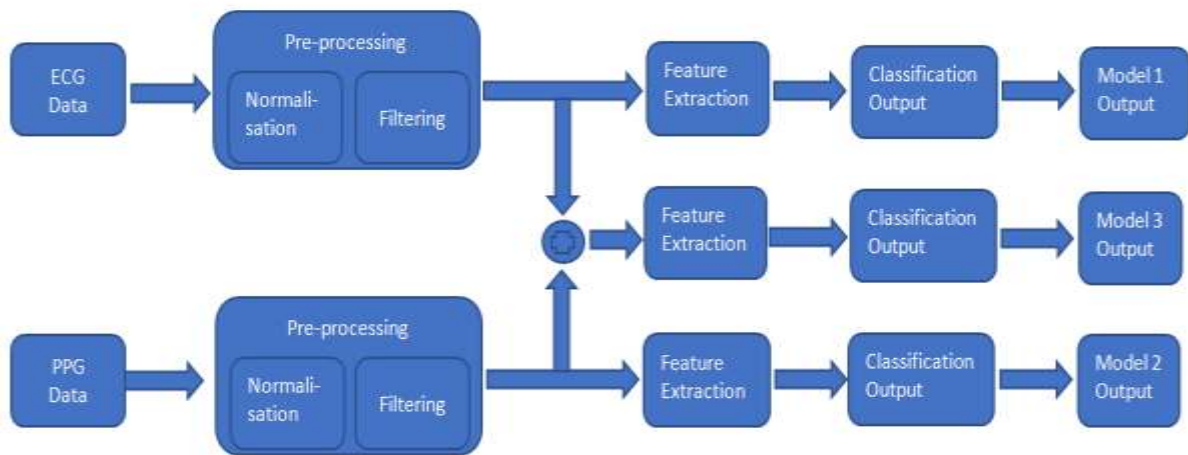 Pre-processing
ECG
Data
Normali-
sation
Filtering
Feature
Extraction
Classification
Output
Model 1
Output
Feature
Extraction
Classification
Output
Model 3
Output
Pre-processing
PPG
Data
Normali-
sation
Filtering
Feature
Extraction
Classification
Output
Model 2
Output